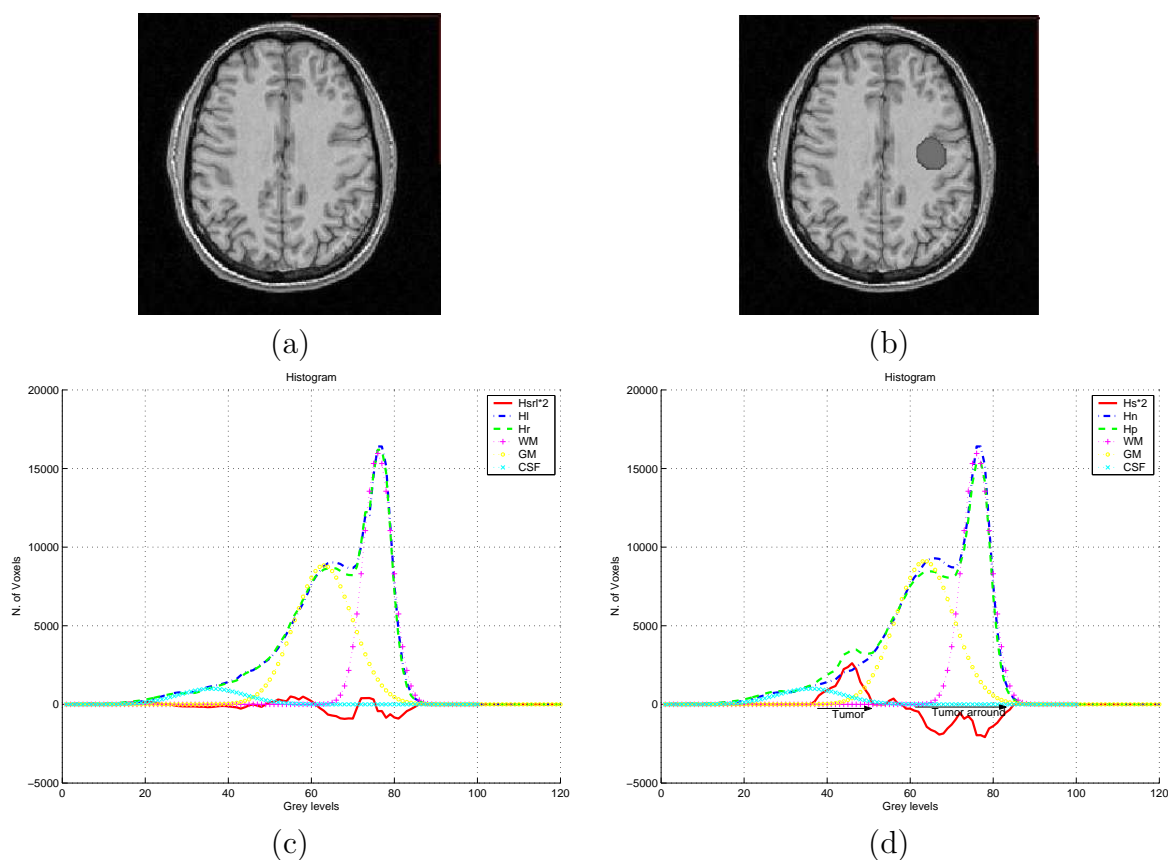 (a)
(b)
Histogram
N. of Voxels
20000
15000
10000
5000
0
−5000
0 20 40 60 80 100 120
Grey levels
Hsrl*2
Hl
Hr
WM
GM
CSF
(c)
Histogram
N. of Voxels
20000
15000
10000
5000
0
−5000
0 20 40 60 80 100 120
Grey levels
Hs*2
Hn
Hp
WM
GM
CSF
Tumor
Tumor around
(d)